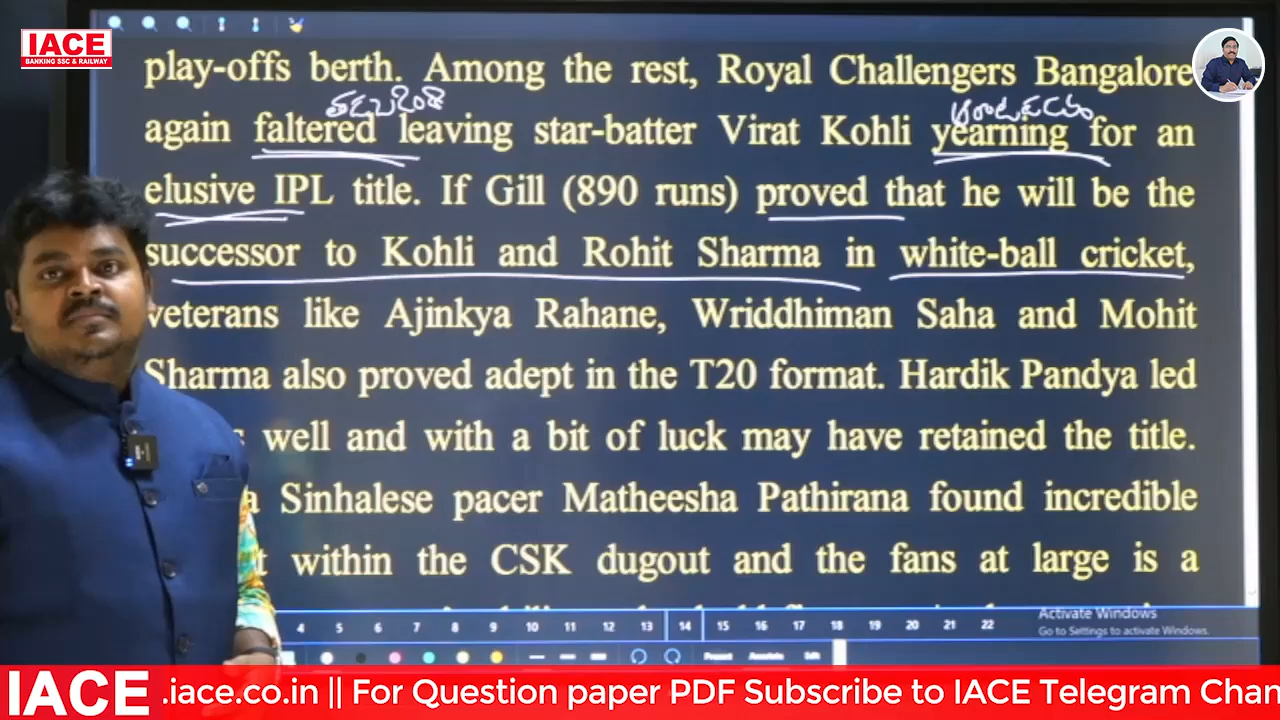 IACE
BANKING SSC & RAILWAY
play-offs berth. Among the rest, Royal Challengers Bangalore
తడబడింది
again faltered leaving star-batter Virat Kohli yearning for an
elusive IPL title. If Gill (890 runs) proved that he will be the
successor to Kohli and Rohit Sharma in white-ball cricket,
veterans like Ajinkya Rahane, Wriddhiman Saha and Mohit
Sharma also proved adept in the T20 format. Hardik Pandya led
well and with a bit of luck may have retained the title.
Sinhalese pacer Matheesha Pathirana found incredible
within the CSK dugout and the fans at large is a
Activate Windows
Go to Settings to activate Windows.
4 5 6 7 8 9 10 11 12 13 14 15 16 17 18 19 20 21 22
Present Annotate Edit
IACE .iace.co.in || For Question paper PDF Subscribe to IACE Telegram Chan